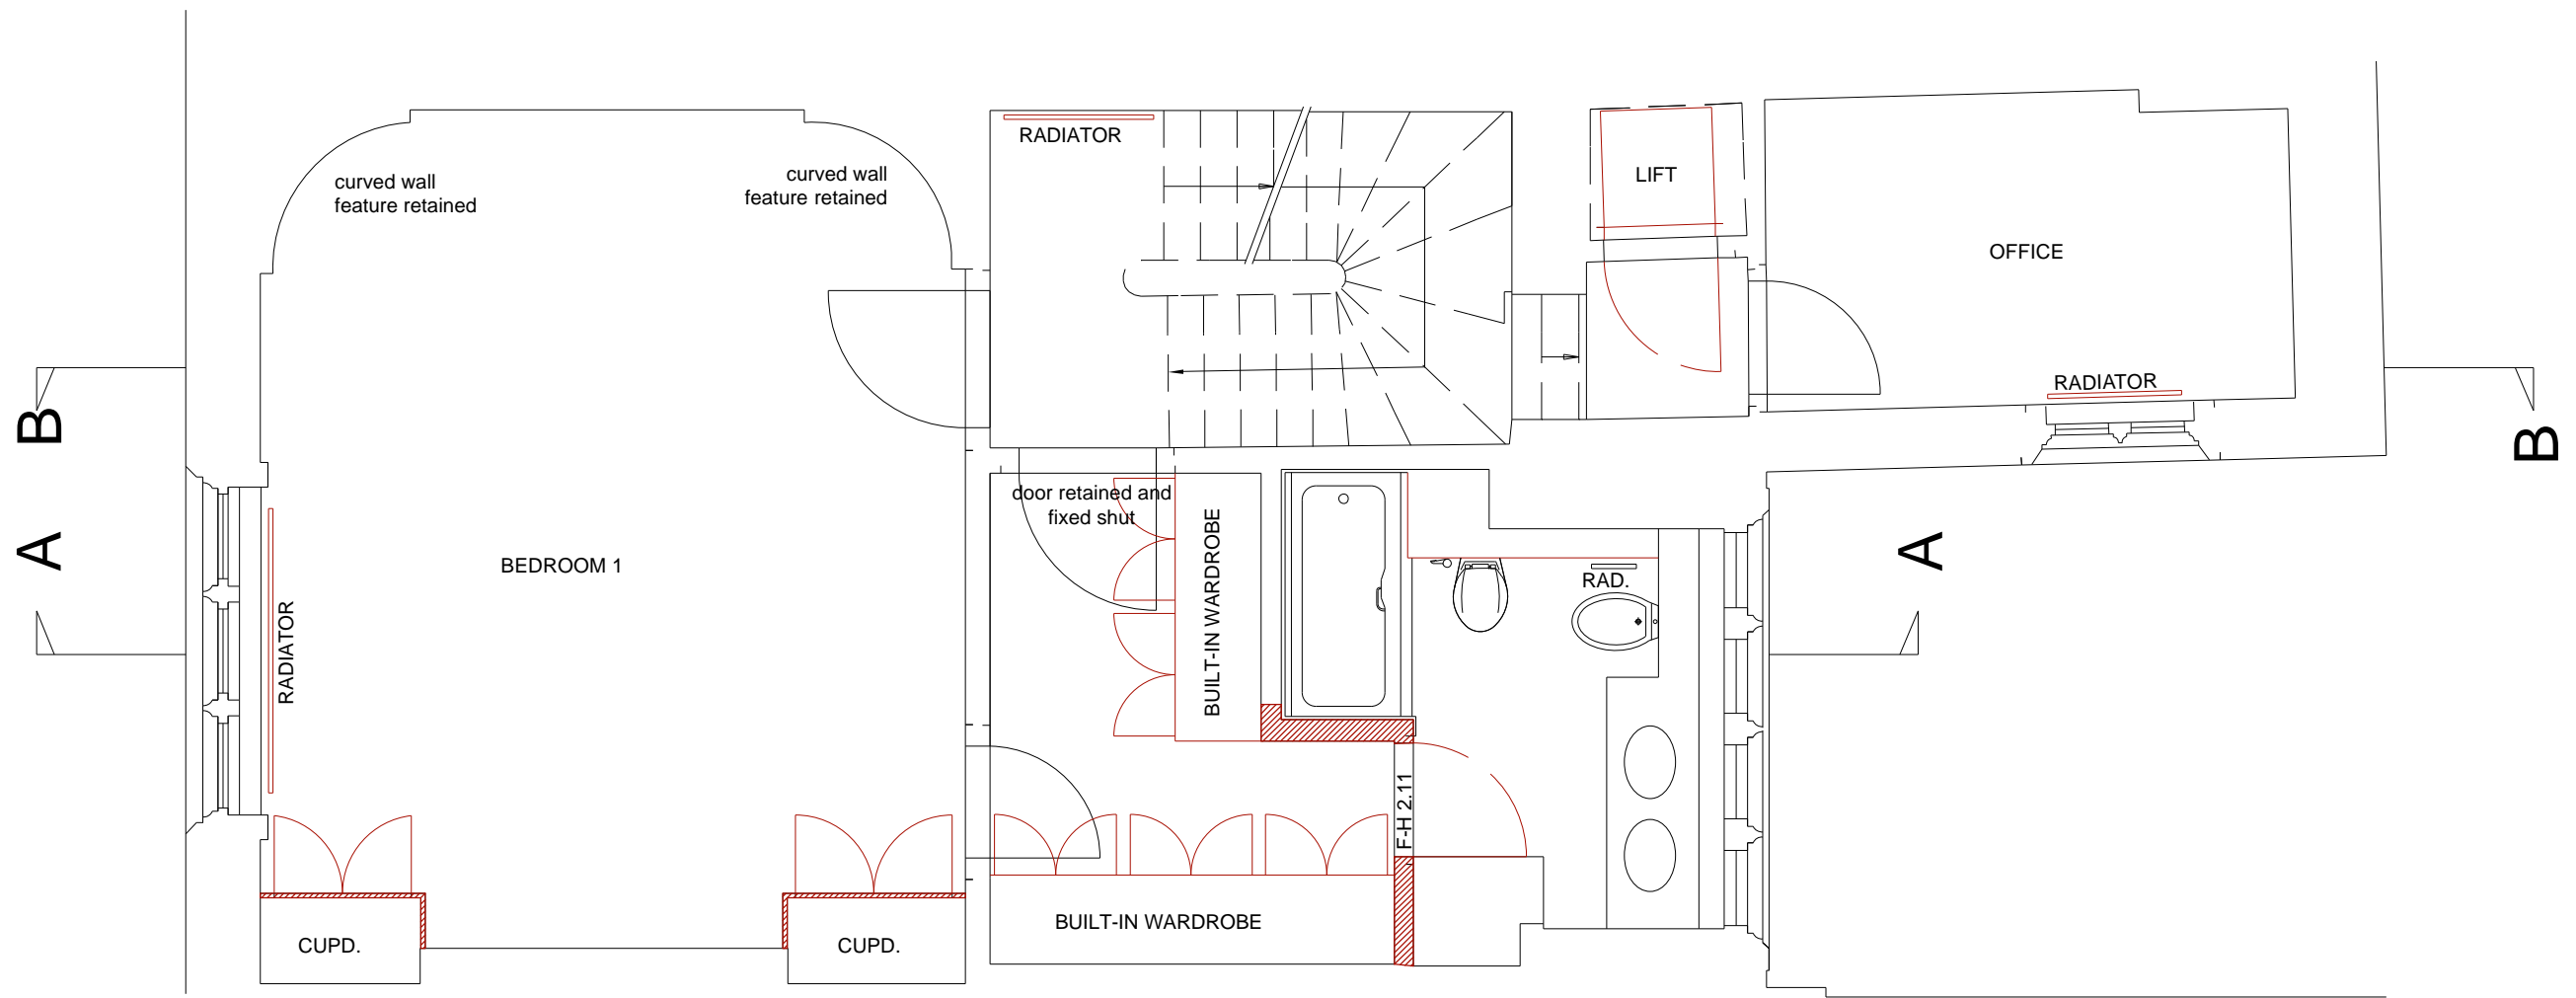 RADIATOR
curved wall
feature retained
curved wall
feature retained
LIFT
OFFICE
RADIATOR
B
B
A
A
door retained and
fixed shut
BUILT-IN WARDROBE
BEDROOM 1
RAD.
RADIATOR
F-H 2.11
BUILT-IN WARDROBE
CUPD.
CUPD.